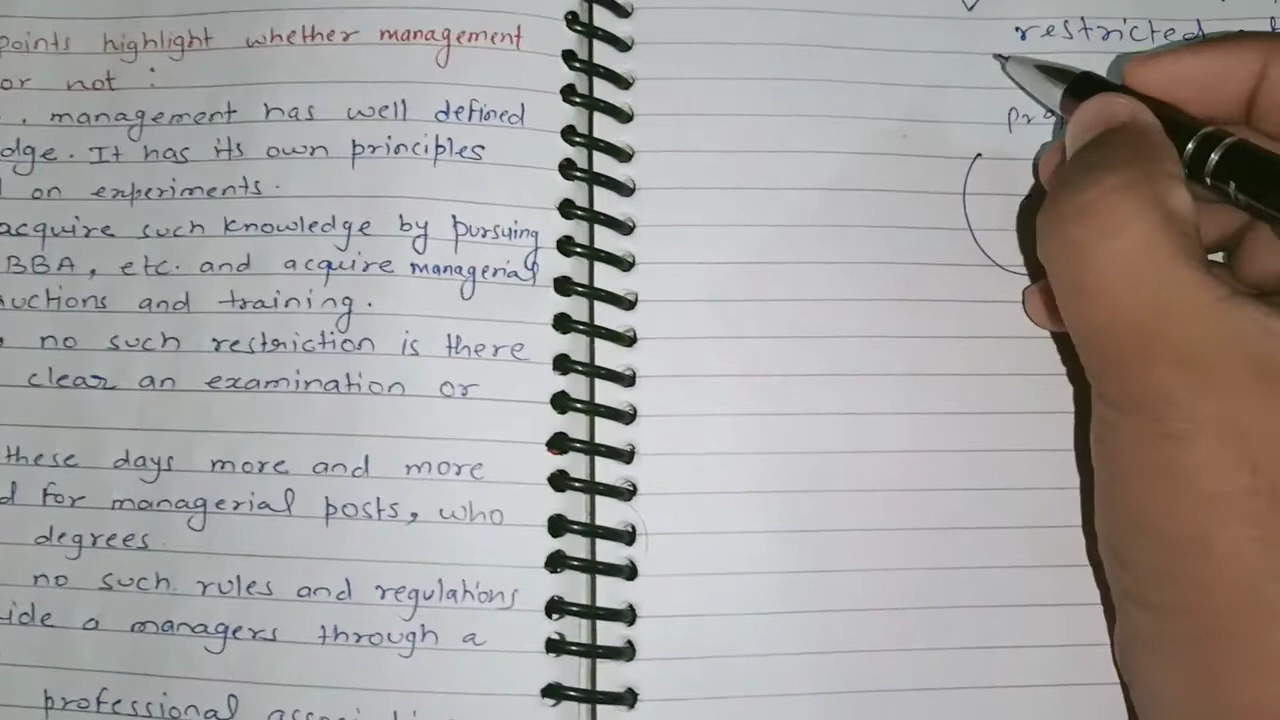 points highlight whether management
or not :
, management has well defined
dge. It has its own principles
on experiments.
acquire such knowledge by pursuing
BBA, etc. and acquire managerial
uctions and training.
no such restriction is there
clear an examination or
these days more and more
d for managerial posts, who
degrees
no such rules and regulations
ide a managers through a
professional
restricted